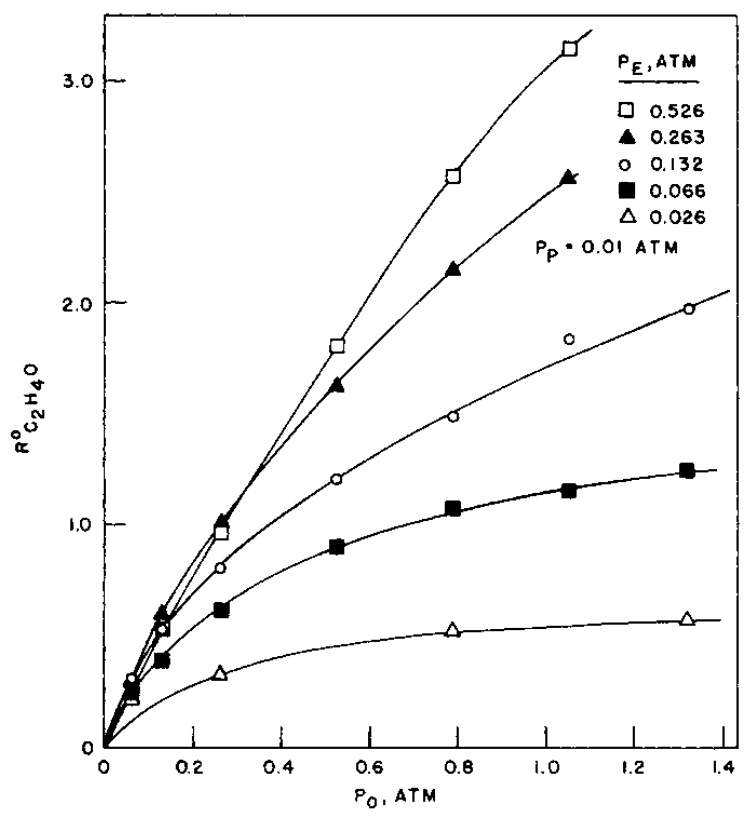 3.0
2.0
1.0
0
R°C₂H₄O
P_E, ATM
□ 0.526
▲ 0.263
○ 0.132
■ 0.066
△ 0.026
P_P = 0.01 ATM
0 0.2 0.4 0.6 0.8 1.0 1.2 1.4
P_O, ATM